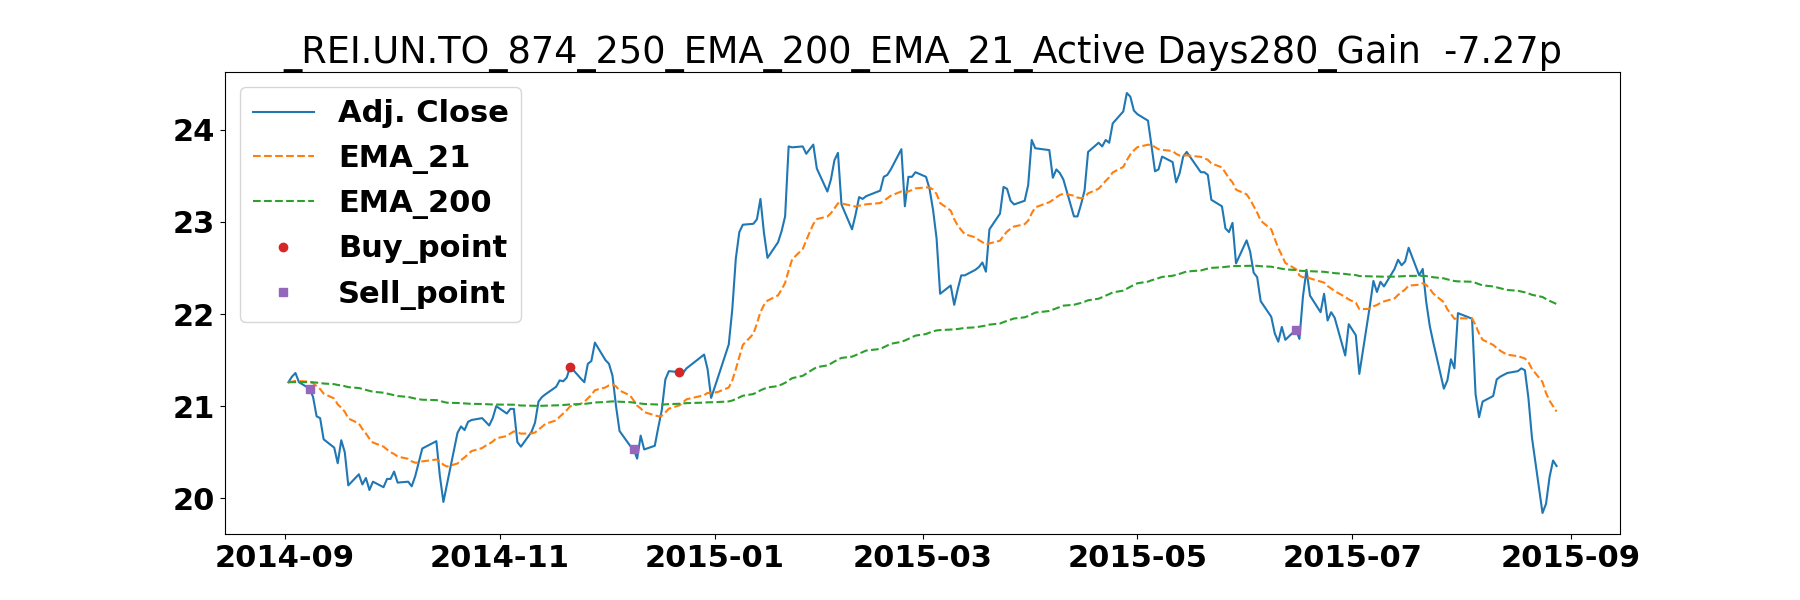 _REI.UN.TO_874_250_EMA_200_EMA_21_Active Days280_Gain  -7.27p
Adj. Close
EMA_21
EMA_200
Buy_point
Sell_point
24
23
22
21
20
2014-09 2014-11 2015-01 2015-03 2015-05 2015-07 2015-09